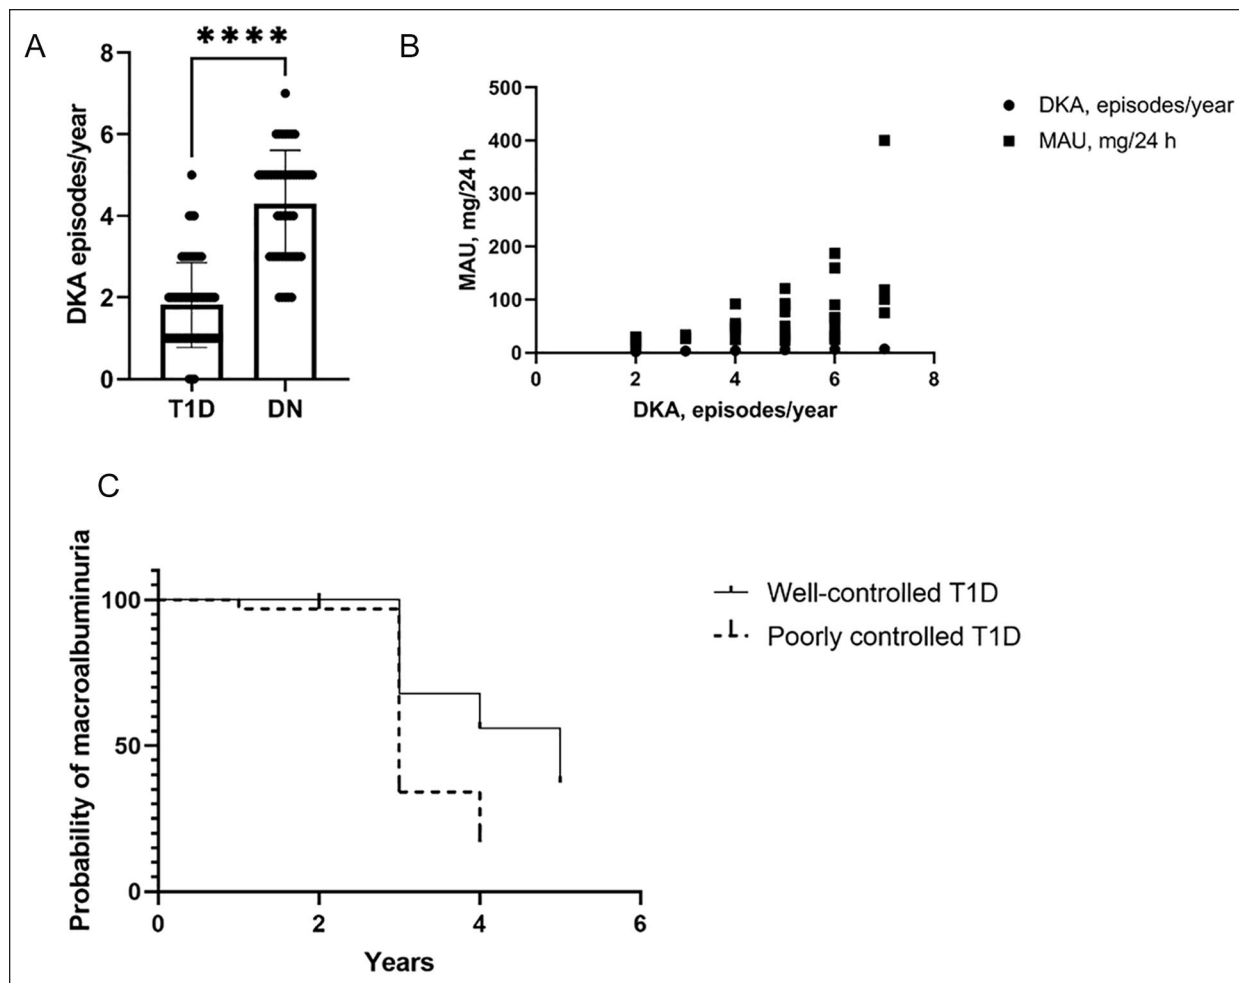 A
****
DKA episodes/year
8
6
4
2
0
T1D DN
B
MAU, mg/24 h
500
400
300
200
100
0
0 2 4 6 8
DKA, episodes/year
DKA, episodes/year
MAU, mg/24 h
C
Probability of macroalbuminuria
100
50
0
0 2 4 6
Years
Well-controlled T1D
Poorly controlled T1D